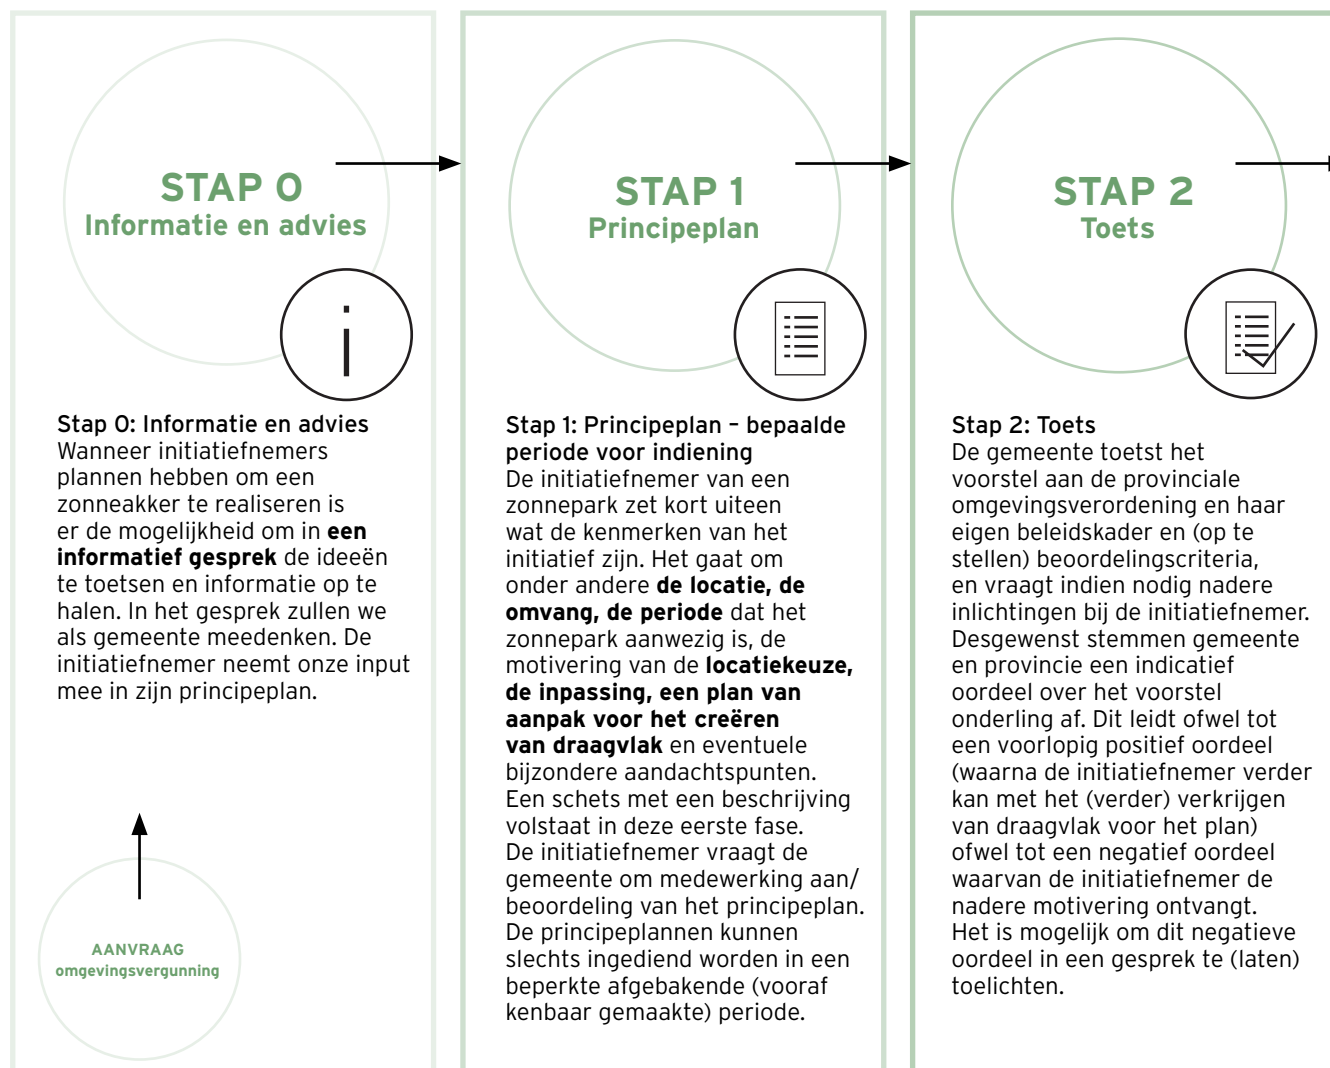 STAP 0
Informatie en advies
Stap 0: Informatie en advies
Wanneer initiatiefnemers
plannen hebben om een
zonneakker te realiseren is
er de mogelijkheid om in een
informatief gesprek de ideeën
te toetsen en informatie op te
halen. In het gesprek zullen we
als gemeente meedenken. De
initiatiefnemer neemt onze input
mee in zijn principeplan.
AANVRAAG
omgevingsvergunning
STAP 1
Principeplan
Stap 1: Principeplan – bepaalde
periode voor indiening
De initiatiefnemer van een
zonnepark zet kort uiteen
wat de kenmerken van het
initiatief zijn. Het gaat om
onder andere de locatie, de
omvang, de periode dat het
zonnepark aanwezig is, de
motivering van de locatiekeuze,
de inpassing, een plan van
aanpak voor het creëren
van draagvlak en eventuele
bijzondere aandachtspunten.
Een schets met een beschrijving
volstaat in deze eerste fase.
De initiatiefnemer vraagt de
gemeente om medewerking aan/
beoordeling van het principeplan.
De principeplannen kunnen
slechts ingediend worden in een
beperkte afgebakende (vooraf
kenbaar gemaakte) periode.
STAP 2
Toets
Stap 2: Toets
De gemeente toetst het
voorstel aan de provinciale
omgevingsverordening en haar
eigen beleidskader en (op te
stellen) beoordelingscriteria,
en vraagt indien nodig nadere
inlichtingen bij de initiatiefnemer.
Desgewenst stemmen gemeente
en provincie een indicatief
oordeel over het voorstel
onderling af. Dit leidt ofwel tot
een voorlopig positief oordeel
(waarna de initiatiefnemer verder
kan met het (verder) verkrijgen
van draagvlak voor het plan)
ofwel tot een negatief oordeel
waarvan de initiatiefnemer de
nadere motivering ontvangt.
Het is mogelijk om dit negatieve
oordeel in een gesprek te (laten)
toelichten.